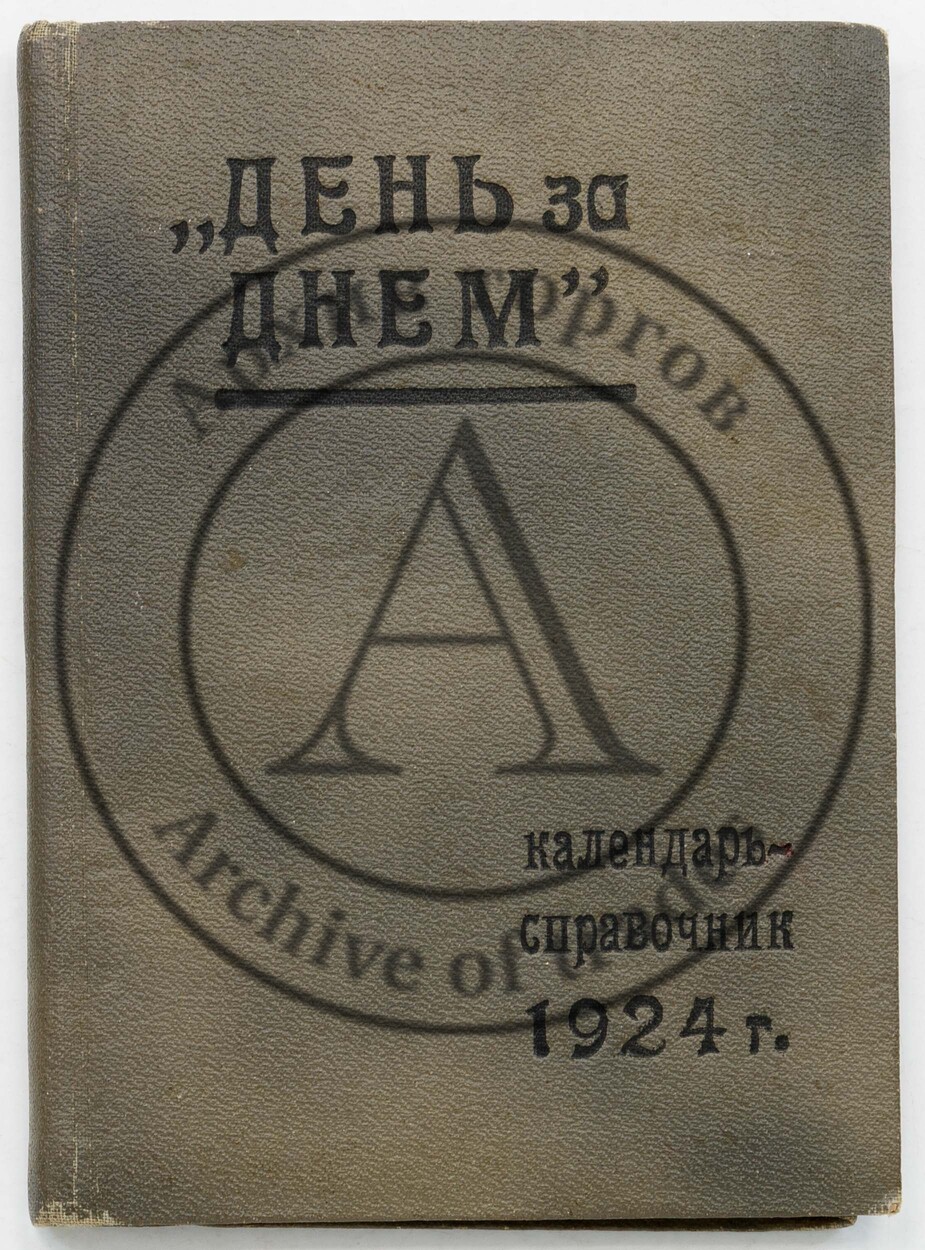 „ДЕНЬ за
ДНЕМ”
календарь-
справочник
1924 г.
А
Archive of